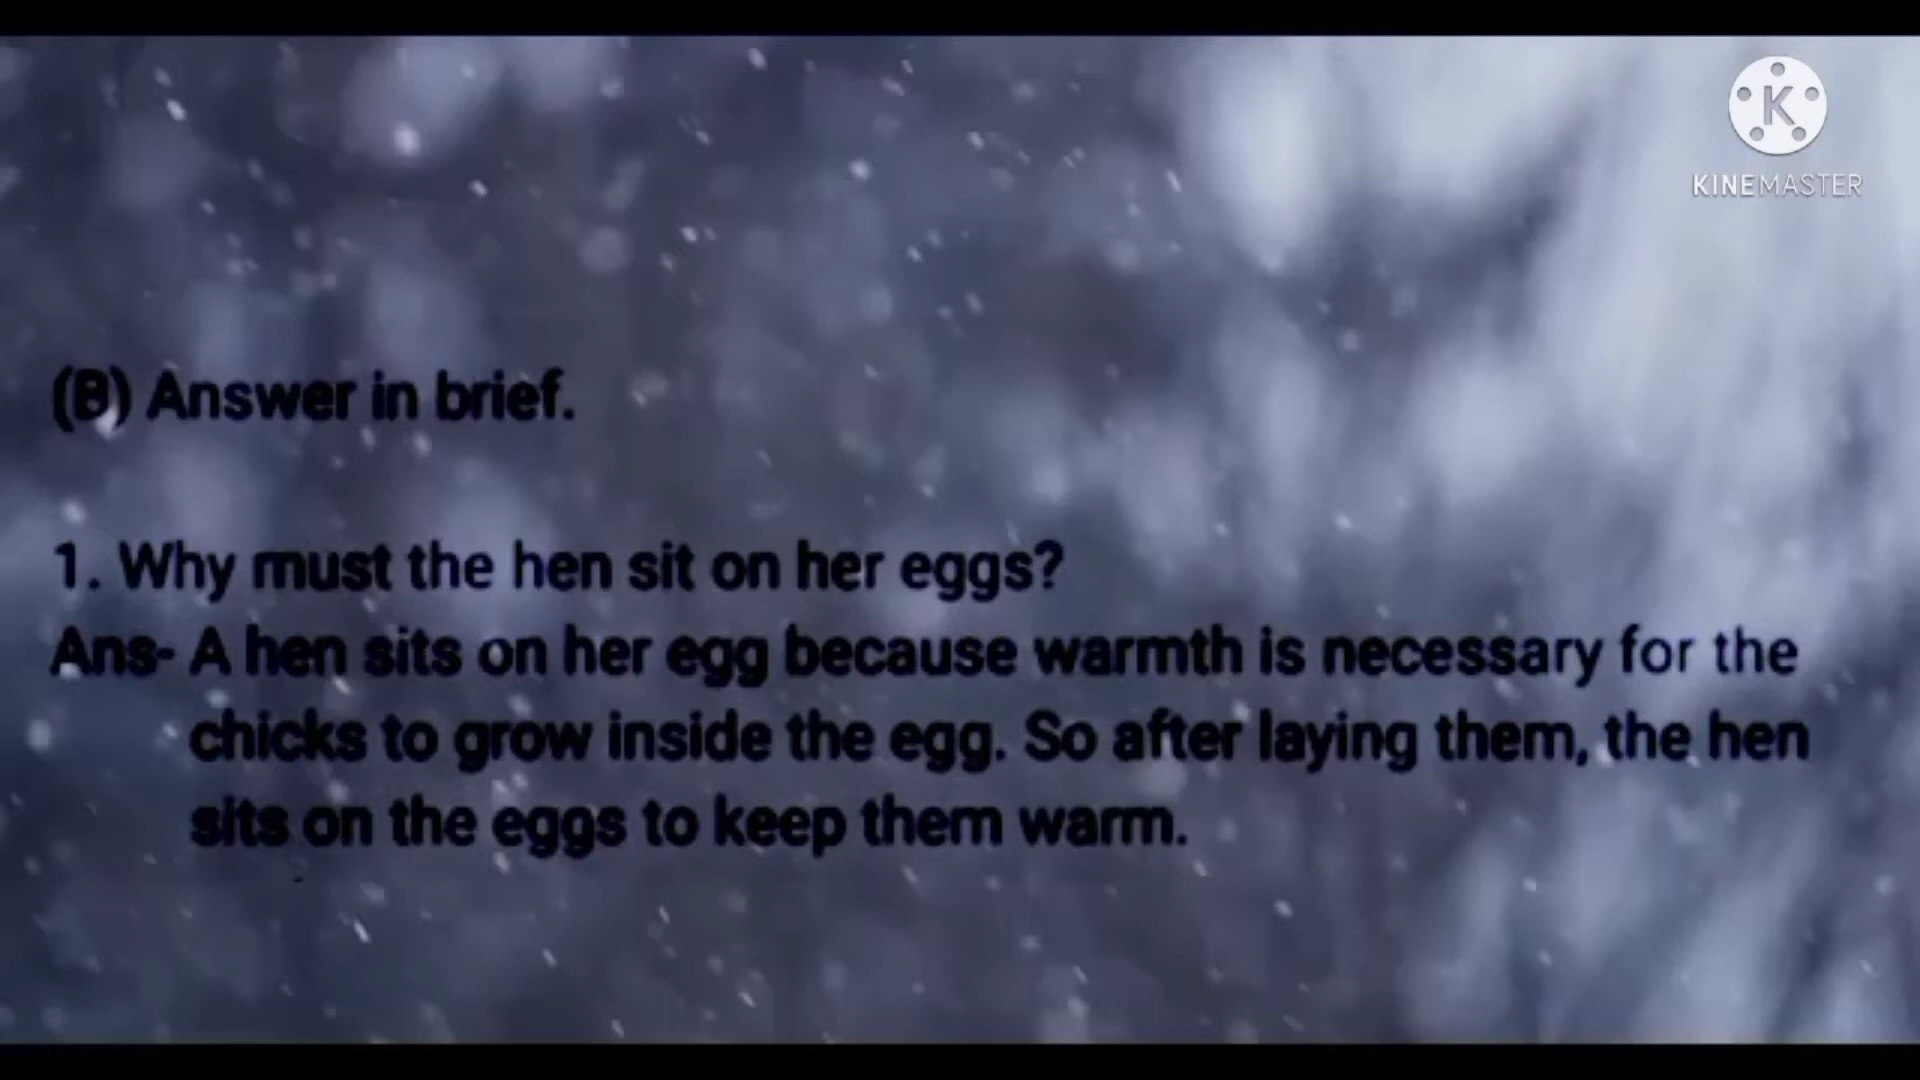 KINEMASTER
(B) Answer in brief.
1. Why must the hen sit on her eggs?
Ans- A hen sits on her egg because warmth is necessary for the
chicks to grow inside the egg. So after laying them, the hen
sits on the eggs to keep them warm.